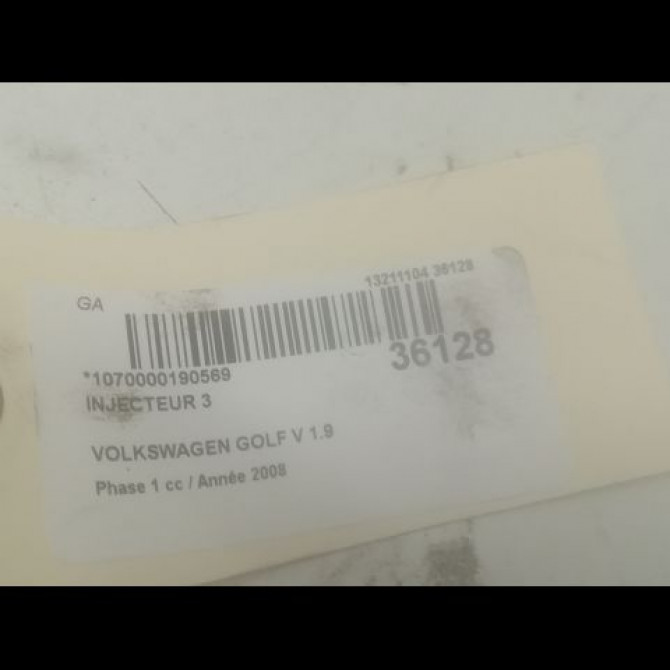 GA
13211104 36128
36128
*1070000190569
INJECTEUR 3
VOLKSWAGEN GOLF V 1.9
Phase 1 cc / Année 2008